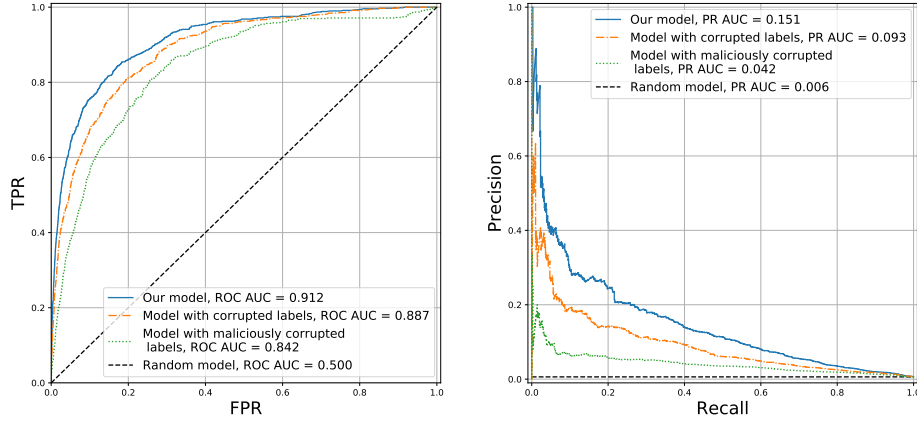 1.0
0.8
0.6
0.4
0.2
0.0
TPR
Our model, ROC AUC = 0.912
Model with corrupted labels, ROC AUC = 0.887
Model with maliciously corrupted
labels, ROC AUC = 0.842
Random model, ROC AUC = 0.500
0.0 0.2 0.4 0.6 0.8 1.0
FPR
1.0
0.8
0.6
0.4
0.2
0.0
Precision
Our model, PR AUC = 0.151
Model with corrupted labels, PR AUC = 0.093
Model with maliciously corrupted
labels, PR AUC = 0.042
Random model, PR AUC = 0.006
0.0 0.2 0.4 0.6 0.8 1.0
Recall